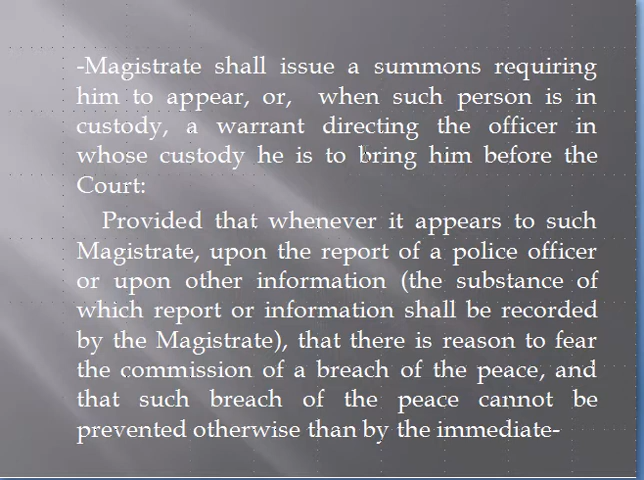 -Magistrate shall issue a summons requiring
him to appear, or, when such person is in
custody, a warrant directing the officer in
whose custody he is to bring him before the
Court:
Provided that whenever it appears to such
Magistrate, upon the report of a police officer
or upon other information (the substance of
which report or information shall be recorded
by the Magistrate), that there is reason to fear
the commission of a breach of the peace, and
that such breach of the peace cannot be
prevented otherwise than by the immediate-